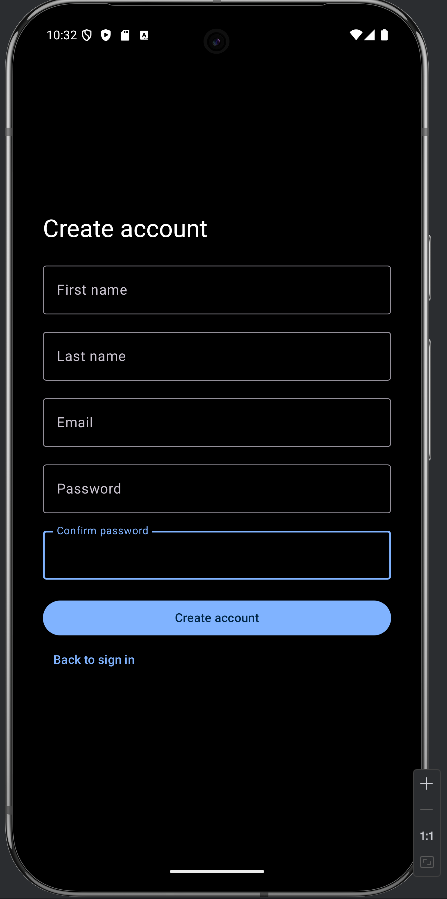 10:32
Create account
First name
Last name
Email
Password
Confirm password
Create account
Back to sign in
1:1